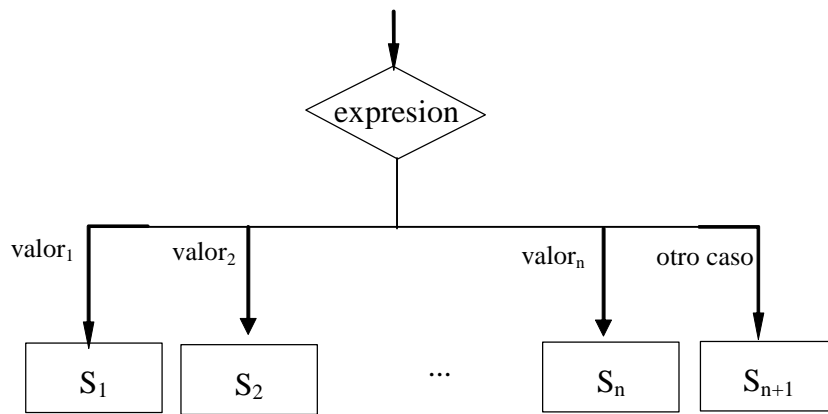 expresion
valor₁ valor₂ valorₙ otro caso
S₁ S₂ ... Sₙ Sₙ₊₁